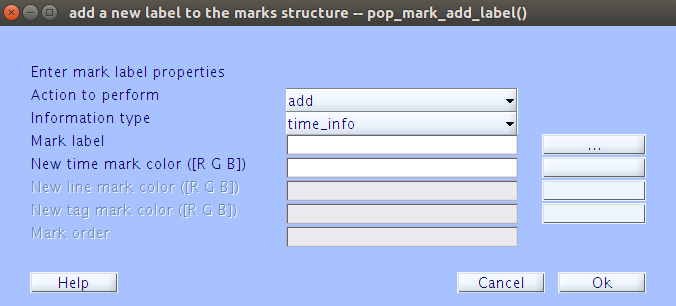 add a new label to the marks structure -- pop_mark_add_label()
Enter mark label properties
Action to perform
add
Information type
time_info
Mark label
...
New time mark color ([R G B])
New line mark color ([R G B])
New tag mark color ([R G B])
Mark order
Help
Cancel
Ok